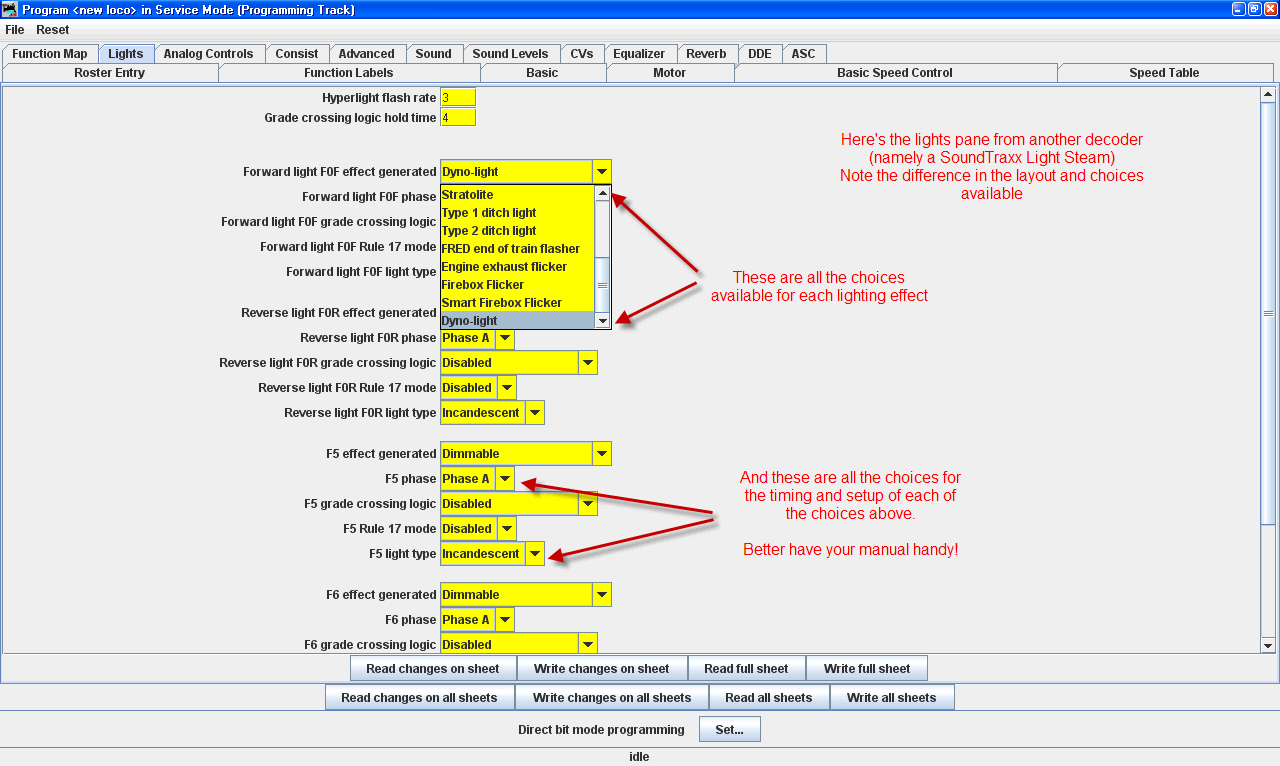 Program <new loco> in Service Mode (Programming Track)
File Reset
Function Map Lights Analog Controls Consist Advanced Sound Sound Levels CVs Equalizer Reverb DDE ASC
Roster Entry Function Labels Basic Motor Basic Speed Control Speed Table
Hyperlight flash rate 3
Grade crossing logic hold time 4
Here's the lights pane from another decoder
(namely a SoundTraxx Light Steam)
Note the difference in the layout and choices
available
Forward light F0F effect generated Dyno-light
Forward light F0F phase
Forward light F0F grade crossing logic
Forward light F0F Rule 17 mode
Forward light F0F light type
Stratolite
Type 1 ditch light
Type 2 ditch light
FRED end of train flasher
Engine exhaust flicker
Firebox Flicker
Smart Firebox Flicker
Dyno-light
These are all the choices
available for each lighting effect
Reverse light F0R effect generated
Reverse light F0R phase Phase A
Reverse light F0R grade crossing logic Disabled
Reverse light F0R Rule 17 mode Disabled
Reverse light F0R light type Incandescent
F5 effect generated Dimmable
F5 phase Phase A
F5 grade crossing logic Disabled
F5 Rule 17 mode Disabled
F5 light type Incandescent
And these are all the choices for
the timing and setup of each of
the choices above.
Better have your manual handy!
F6 effect generated Dimmable
F6 phase Phase A
F6 grade crossing logic Disabled
Read changes on sheet Write changes on sheet Read full sheet Write full sheet
Read changes on all sheets Write changes on all sheets Read all sheets Write all sheets
Direct bit mode programming Set...
idle